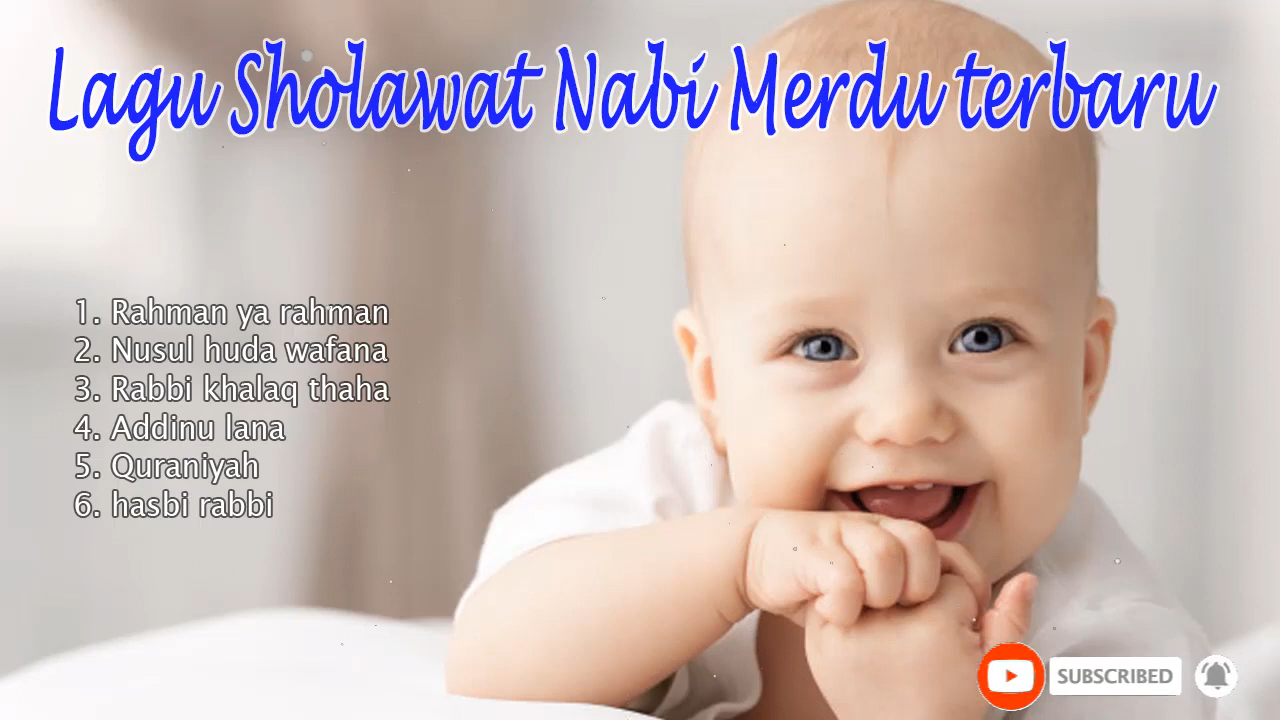 Lagu Sholawat Nabi Merdu terbaru
1. Rahman ya rahman
2. Nusul huda wafana
3. Rabbi khalaq thaha
4. Addinu lana
5. Quraniyah
6. hasbi rabbi
SUBSCRIBED